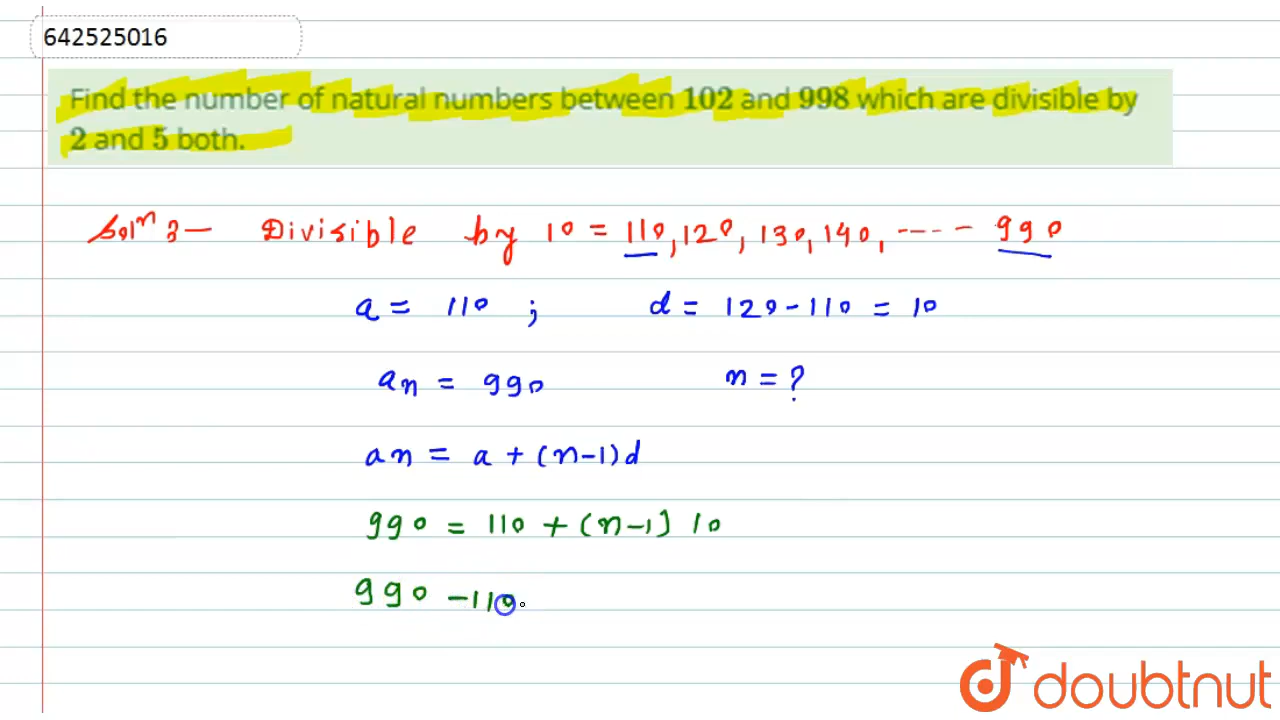 642525016
Find the number of natural numbers between 102 and 998 which are divisible by
2 and 5 both.
Solⁿ :- Divisible by 10 = 110, 120, 130, 140, ----- 990
a = 110 ; d = 120 - 110 = 10
an = 990 n = ?
an = a + (n-1)d
990 = 110 + (n-1] 10
990 - 110
doubtnut